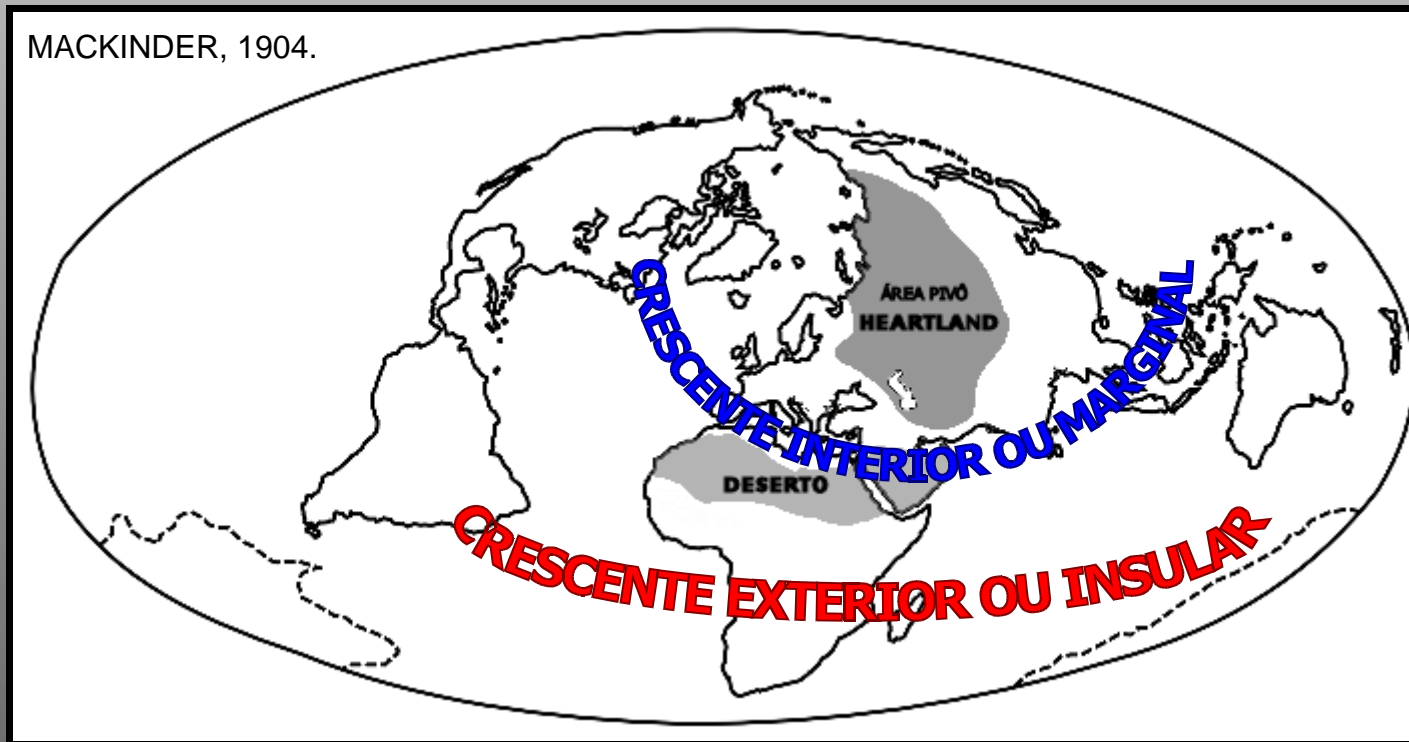 MACKINDER, 1904.
ÁREA PIVÔ
HEARTLAND
CRESCENTE INTERIOR OU MARGINAL
DESERTO
CRESCENTE EXTERIOR OU INSULAR